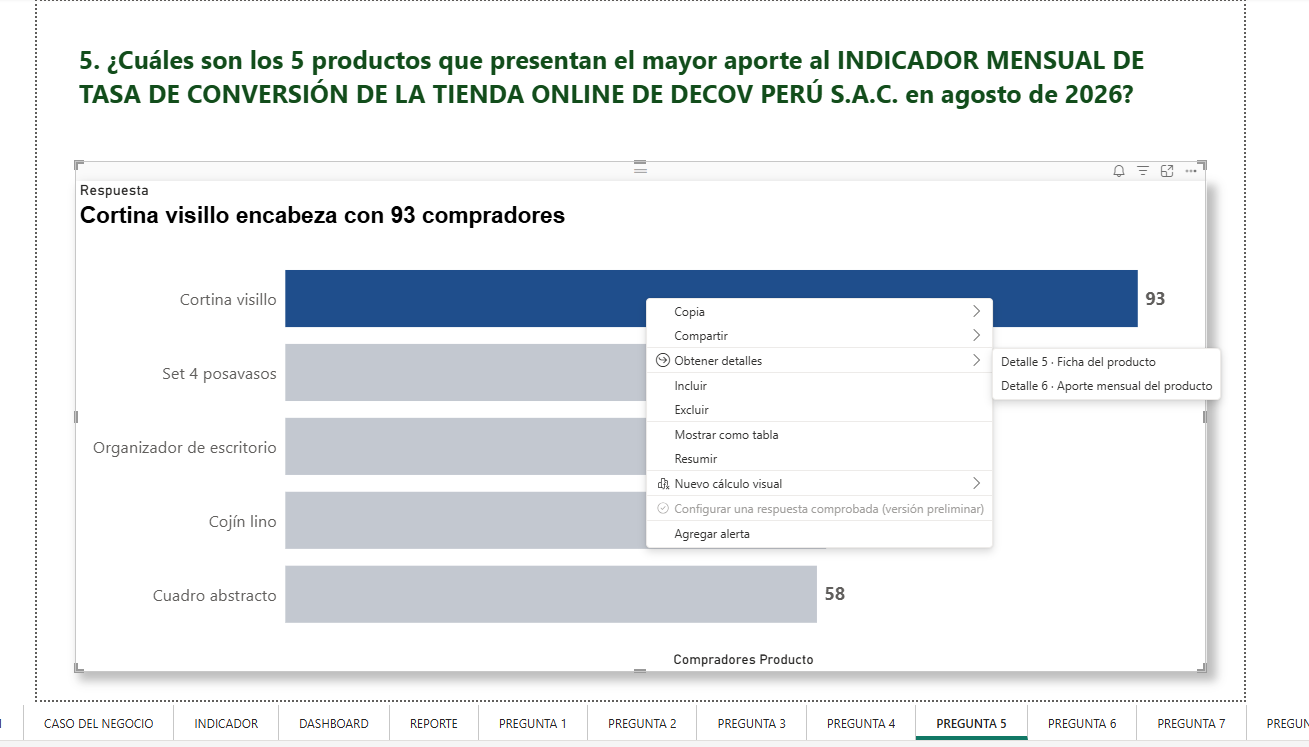 5. ¿Cuáles son los 5 productos que presentan el mayor aporte al INDICADOR MENSUAL DE
TASA DE CONVERSIÓN DE LA TIENDA ONLINE DE DECOV PERÚ S.A.C. en agosto de 2026?
Respuesta
Cortina visillo encabeza con 93 compradores
Cortina visillo
93
Set 4 posavasos
Organizador de escritorio
Cojín lino
Cuadro abstracto
58
Compradores Producto
Copia
Compartir
Obtener detalles
Incluir
Excluir
Mostrar como tabla
Resumir
Nuevo cálculo visual
Configurar una respuesta comprobada (versión preliminar)
Agregar alerta
Detalle 5 · Ficha del producto
Detalle 6 · Aporte mensual del producto
CASO DEL NEGOCIO
INDICADOR
DASHBOARD
REPORTE
PREGUNTA 1
PREGUNTA 2
PREGUNTA 3
PREGUNTA 4
PREGUNTA 5
PREGUNTA 6
PREGUNTA 7
PREGUN